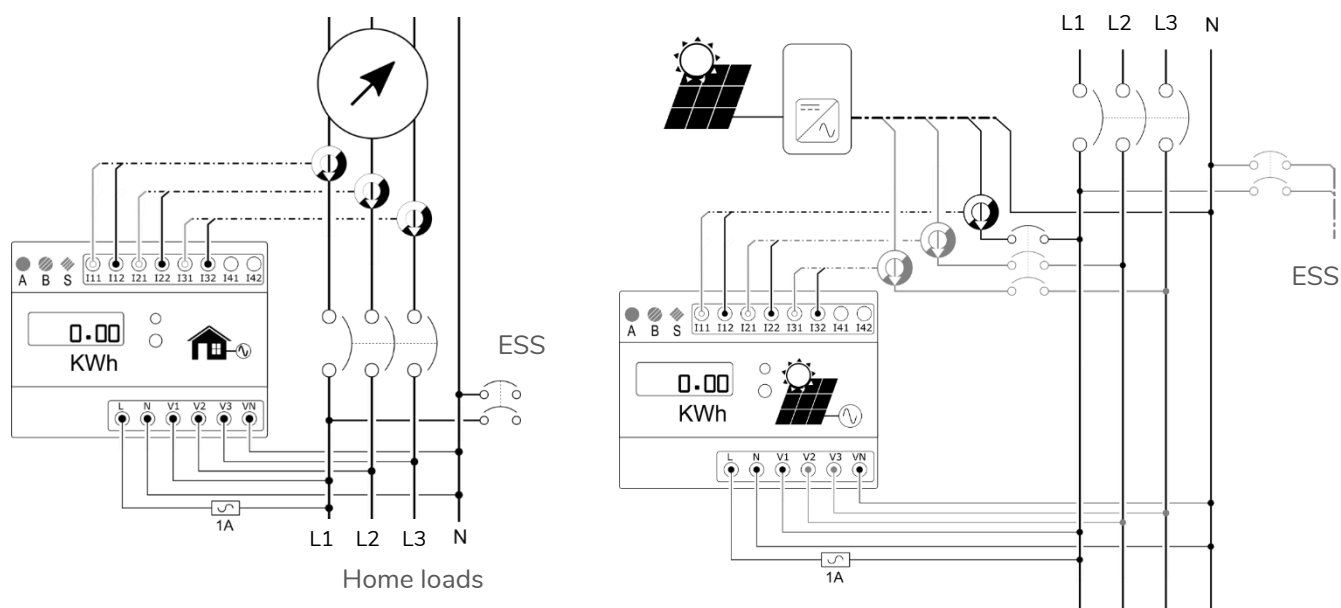 A B S I11 I12 I21 I22 I31 I32 I41 I42
0.00
KWh
ESS
L N V1 V2 V3 VN
1A
L1 L2 L3 N
Home loads
L1 L2 L3 N
ESS
A B S I11 I12 I21 I22 I31 I32 I41 I42
0.00
KWh
L N V1 V2 V3 VN
1A